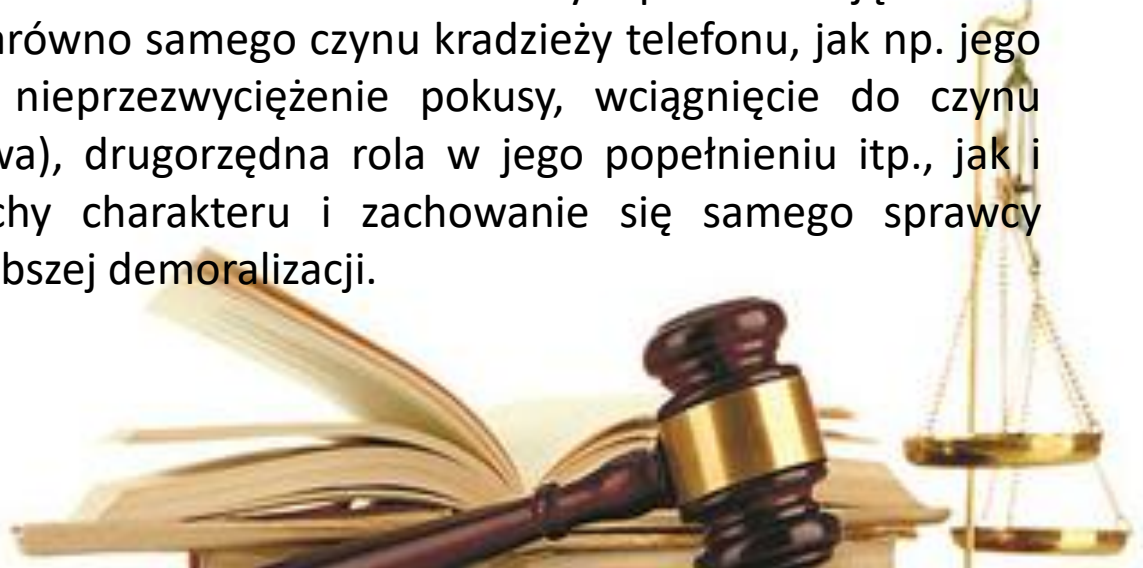 arówno samego czynu kradzieży telefonu, jak np. jego
nieprzezwyciężenie pokusy, wciągnięcie do czynu
wa), drugorzędna rola w jego popełnieniu itp., jak i
chy charakteru i zachowanie się samego sprawcy
bszej demoralizacji.